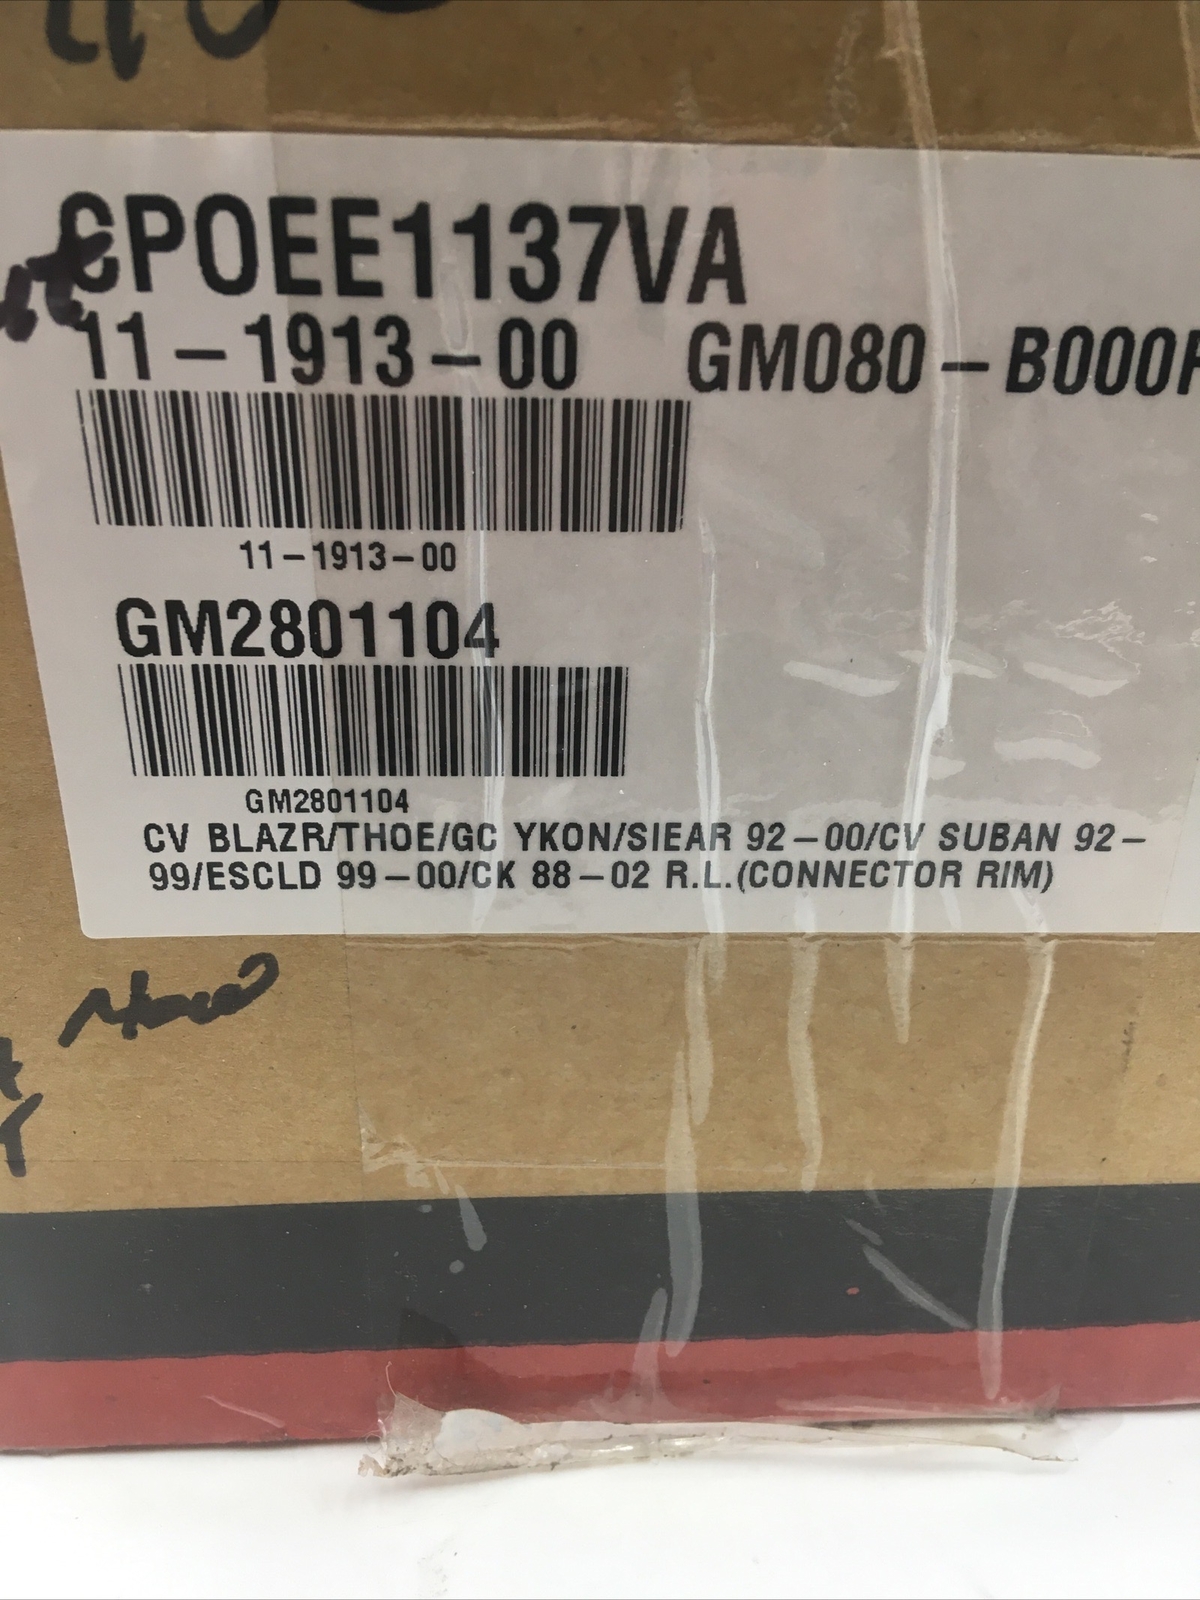 CPOEE1137VA
11-1913-00 GM080-B000R
11-1913-00
GM2801104
GM2801104
CV BLAZR/THOE/GC YKON/SIEAR 92-00/CV SUBAN 92-
99/ESCLD 99-00/CK 88-02 R.L.(CONNECTOR RIM)